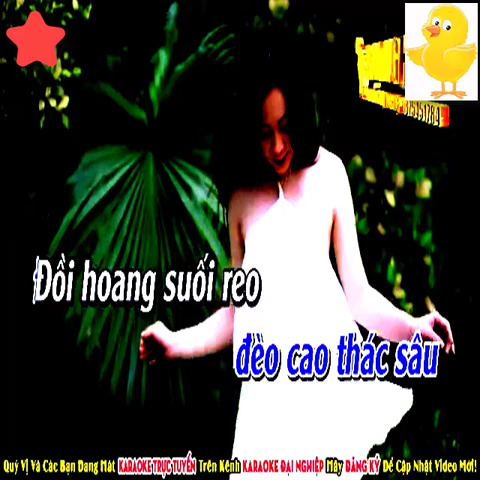 Đồi hoang suối reo
đèo cao thác sâu
Quý Vị Và Các Bạn Đang Hát KARAOKE TRỰC TUYẾN Trên Kênh KARAOKE ĐẠI NGHIỆP Hãy ĐĂNG KÝ Để Cập Nhật Video Mới!